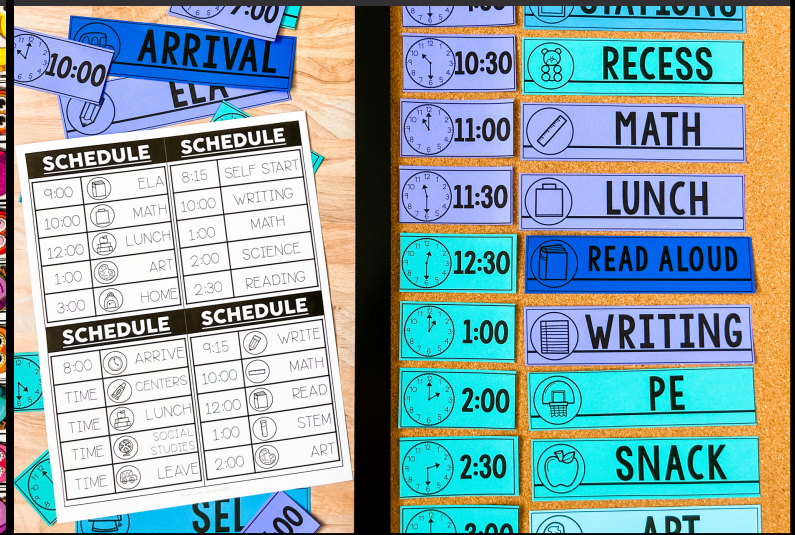 7:00
10:00
ARRIVAL
ELA
SCHEDULE
9:00 ELA
10:00 MATH
12:00 LUNCH
1:00 ART
3:00 HOME
SCHEDULE
8:15 SELF START
10:00 WRITING
1:00 MATH
2:00 SCIENCE
2:30 READING
SCHEDULE
8:00 ARRIVE
TIME CENTERS
TIME LUNCH
TIME SOCIAL
STUDIES
TIME LEAVE
SCHEDULE
9:15 WRITE
10:00 MATH
12:00 READ
1:00 STEM
2:00 ART
SEL
:00
STATIONS
10:30 RECESS
11:00 MATH
11:30 LUNCH
12:30 READ ALOUD
1:00 WRITING
2:00 PE
2:30 SNACK
3:00 ART